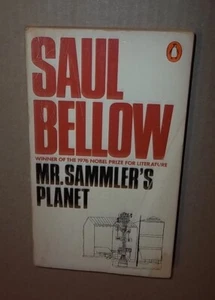 SAUL
BELLOW
WINNER OF THE 1976 NOBEL PRIZE FOR LITERATURE
MR.SAMMLER'S
PLANET